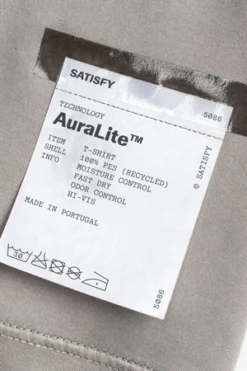 SATISFY
5086
TECHNOLOGY
AuraLite™
ITEM T-SHIRT
SHELL 100% PES (RECYCLED)
INFO MOISTURE CONTROL
FAST DRY
ODOR CONTROL
HI-VIS
MADE IN PORTUGAL
© SATISFY
5086
30